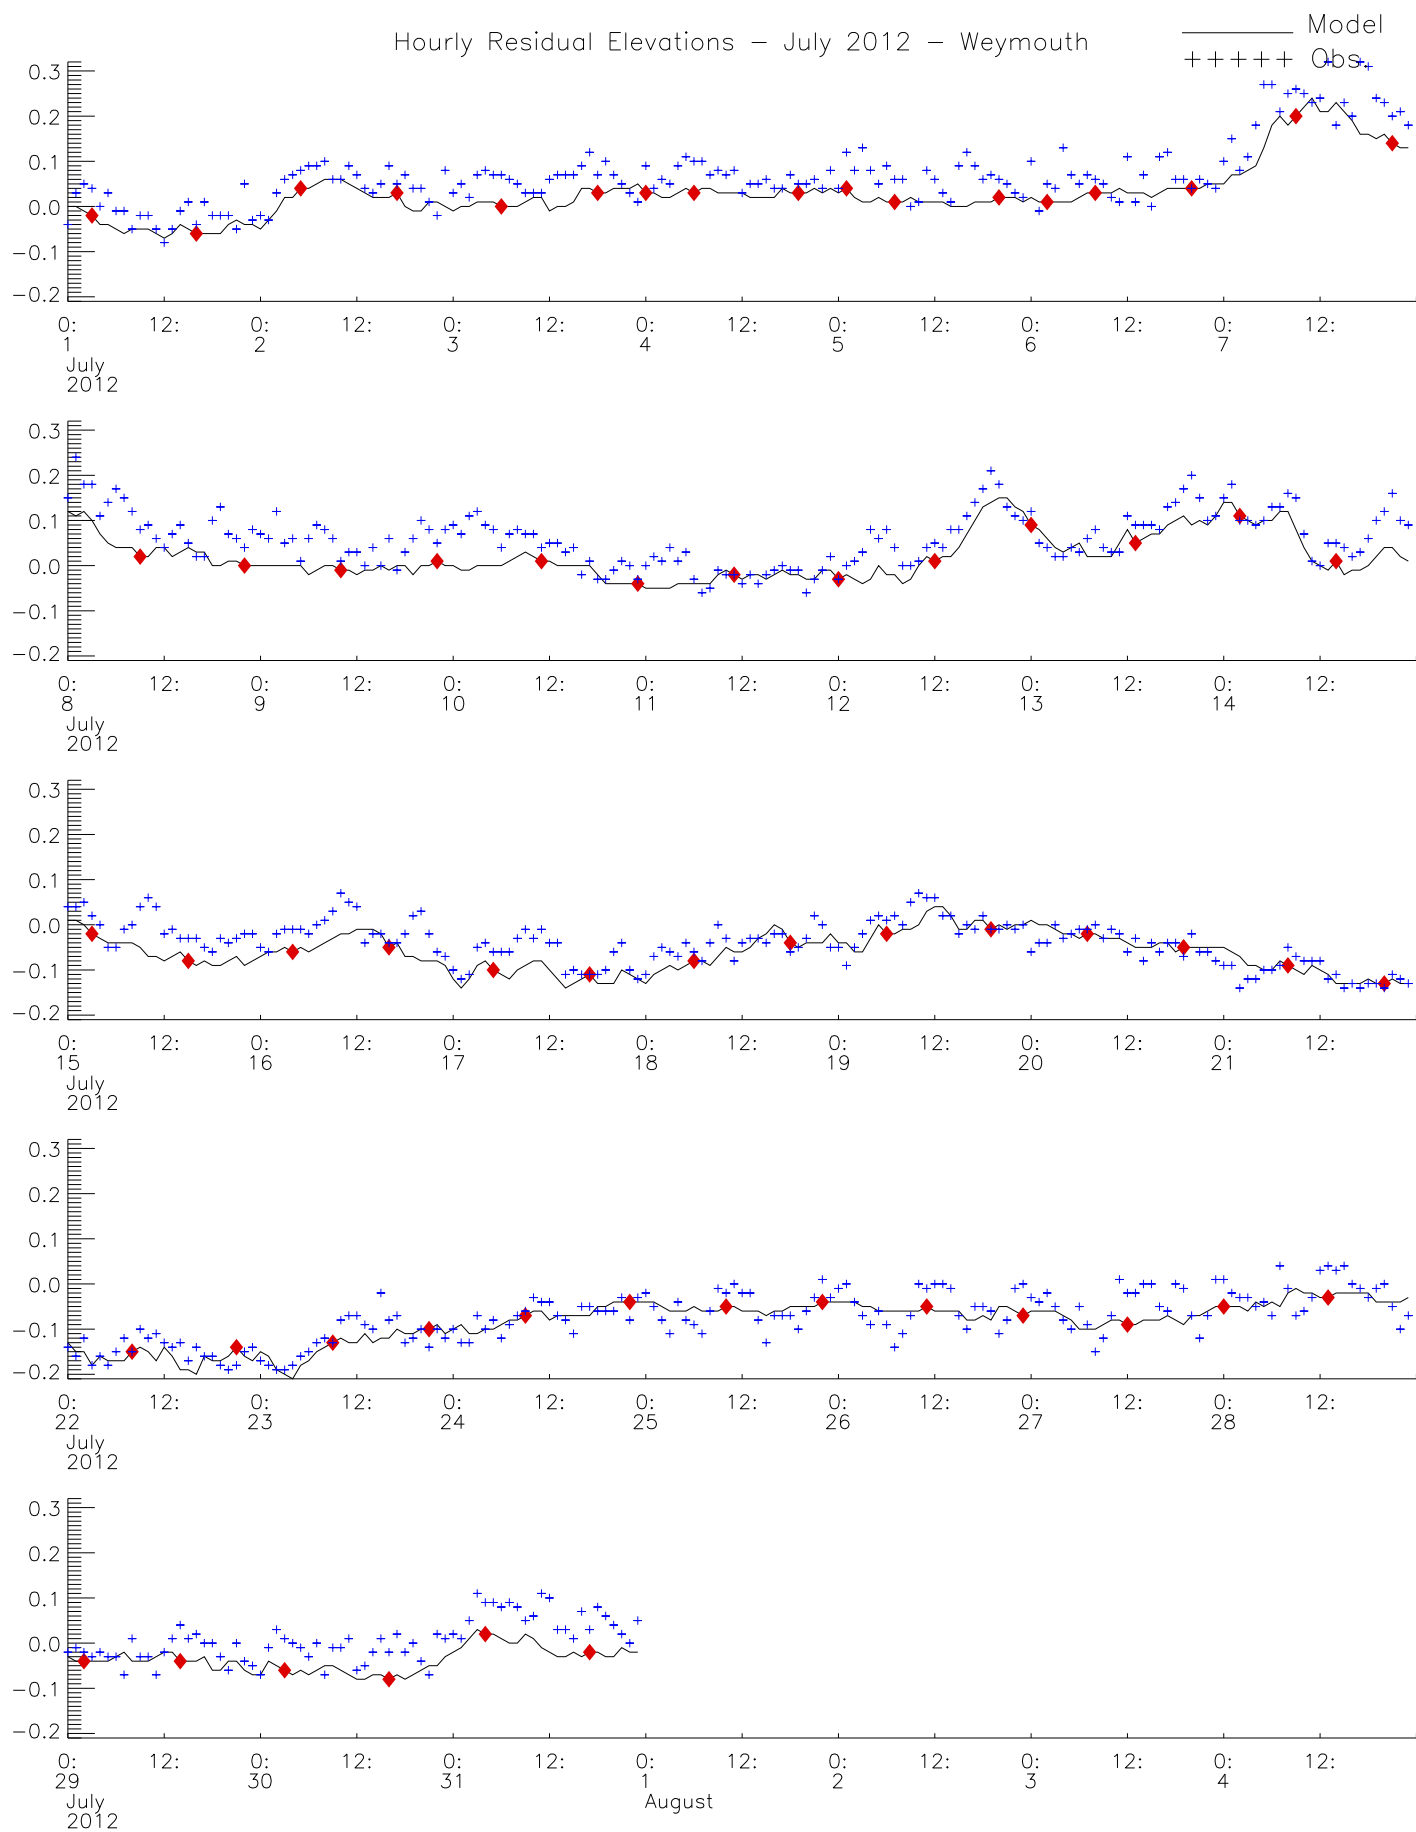 Hourly Residual Elevations – July 2012 – Weymouth
Model
+++++ Obs
0.3
0.2
0.1
0.0
−0.1
−0.2
0: 12: 0: 12: 0: 12: 0: 12: 0: 12: 0: 12: 0: 12:
1 2 3 4 5 6 7
July
2012
0.3
0.2
0.1
0.0
−0.1
−0.2
0: 12: 0: 12: 0: 12: 0: 12: 0: 12: 0: 12: 0: 12:
8 9 10 11 12 13 14
July
2012
0.3
0.2
0.1
0.0
−0.1
−0.2
0: 12: 0: 12: 0: 12: 0: 12: 0: 12: 0: 12: 0: 12:
15 16 17 18 19 20 21
July
2012
0.3
0.2
0.1
0.0
−0.1
−0.2
0: 12: 0: 12: 0: 12: 0: 12: 0: 12: 0: 12: 0: 12:
22 23 24 25 26 27 28
July
2012
0.3
0.2
0.1
0.0
−0.1
−0.2
0: 12: 0: 12: 0: 12: 0: 12: 0: 12: 0: 12: 0: 12:
29 30 31 1 2 3 4
July August
2012